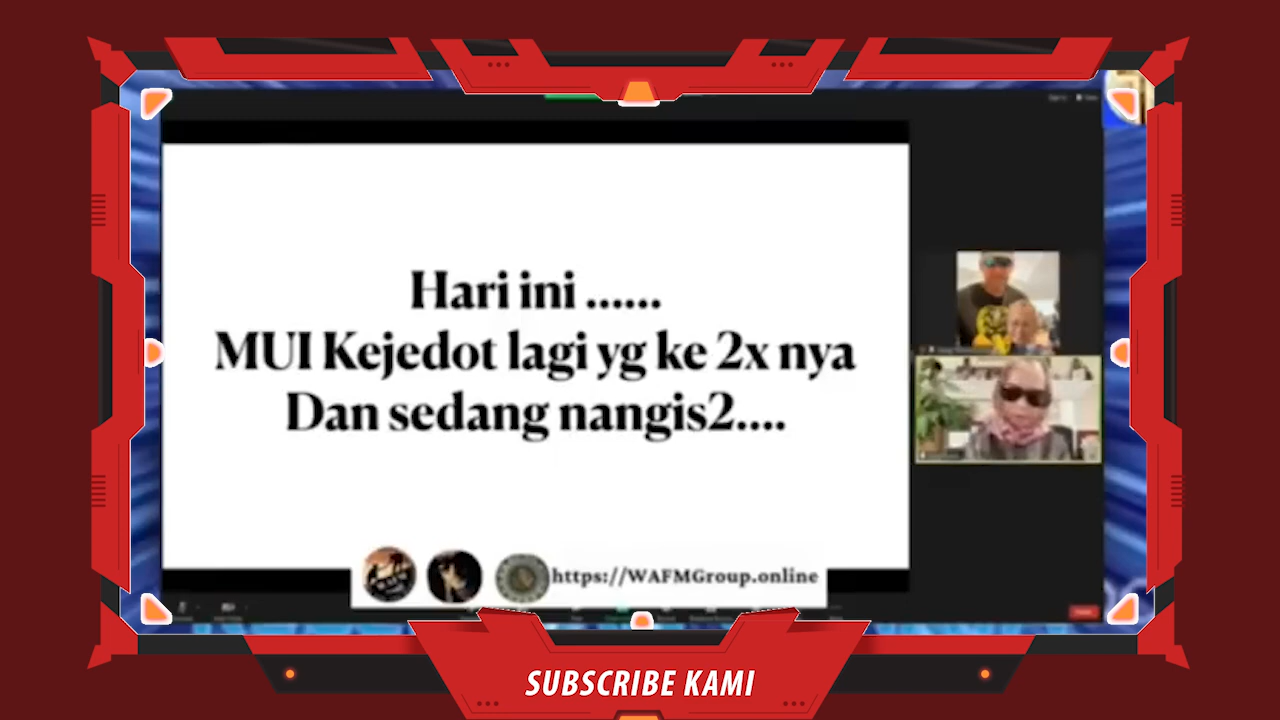 Hari ini ......
MUI Kejedot lagi yg ke 2x nya
Dan sedang nangis2....
https://WAFMGroup.online
SUBSCRIBE KAMI